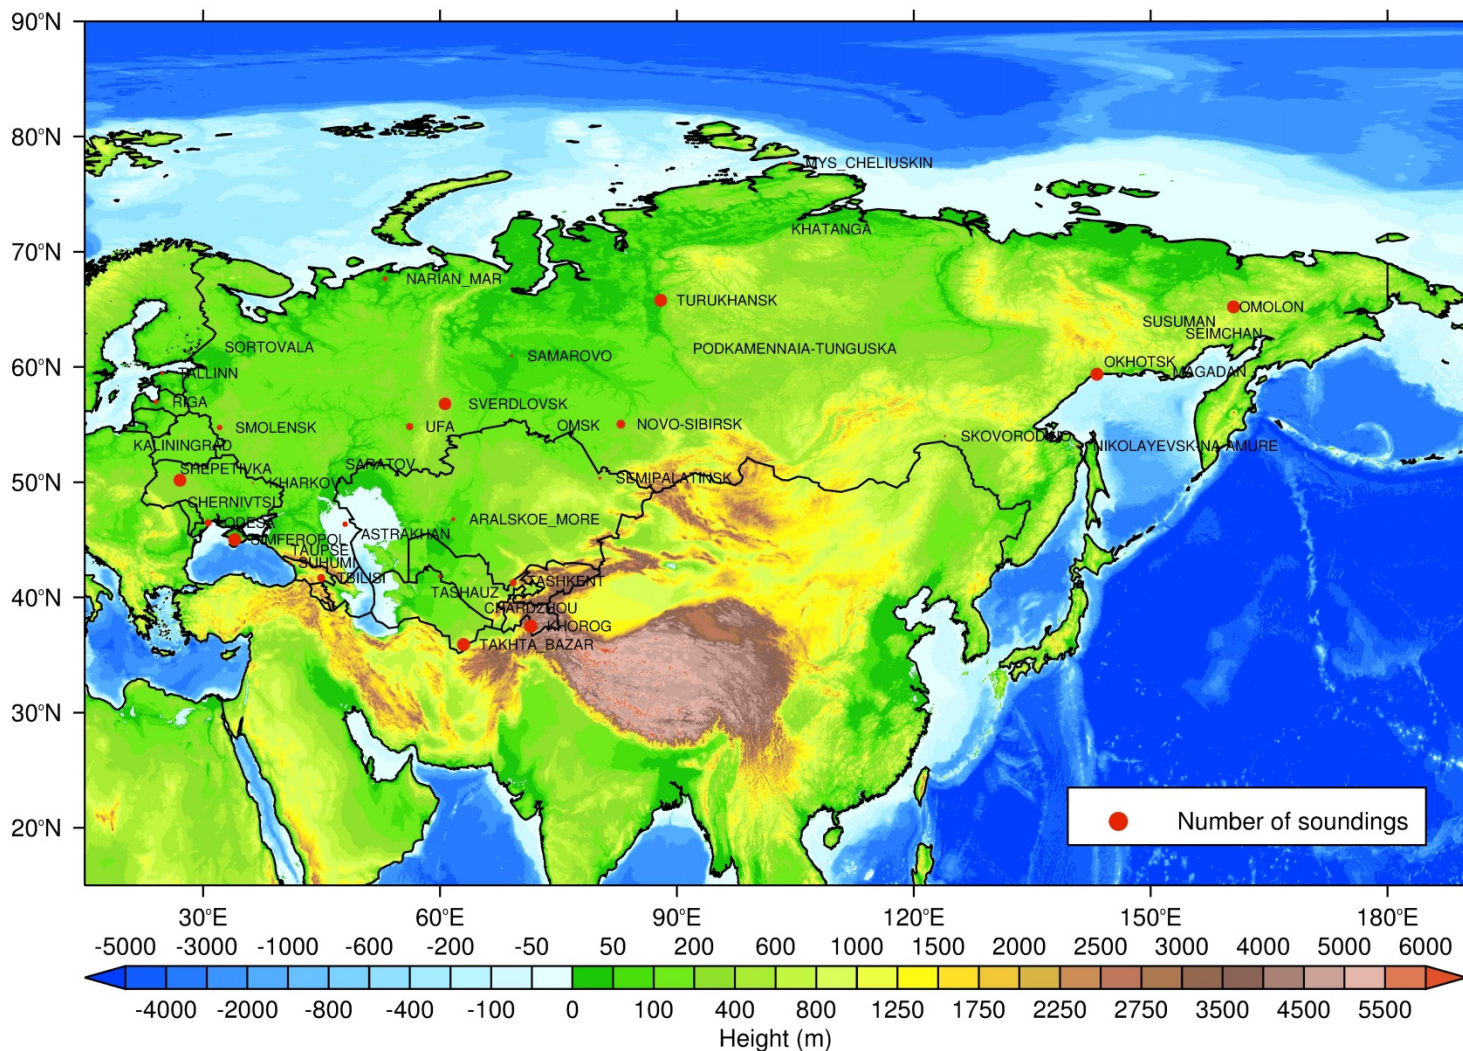 90°N
80°N
MYS_CHELIUSKIN
KHATANGA
70°N
NARIAN_MAR
TURUKHANSK
OMOLON
SUSUMAN
SEIMCHAN
SORTOVALA
SAMAROVO
PODKAMENNAIA-TUNGUSKA
60°N
OKHOTSK
MAGADAN
TALLINN
RIGA
SVERDLOVSK
SMOLENSK
UFA
OMSK
NOVO-SIBIRSK
SKOVORODINO
KALININGRAD
NIKOLAYEVSK-NA-AMURE
SHEPETIVKA
SARATOV
KHARKOV
SEMIPALATINSK
50°N
CHERNIVTSI
ODESA
ARALSKOE_MORE
ASTRAKHAN
SIMFEROPOL
TAUPSE
SUHUMI
TBILISI
TASHKENT
TASHAUZ
40°N
CHARDZHOU
KHOROG
TAKHTA_BAZAR
30°N
20°N
Number of soundings
30°E 60°E 90°E 120°E 150°E 180°E
-5000 -3000 -1000 -600 -200 -50 50 200 600 1000 1500 2000 2500 3000 4000 5000 6000
-4000 -2000 -800 -400 -100 0 100 400 800 1250 1750 2250 2750 3500 4500 5500
Height (m)